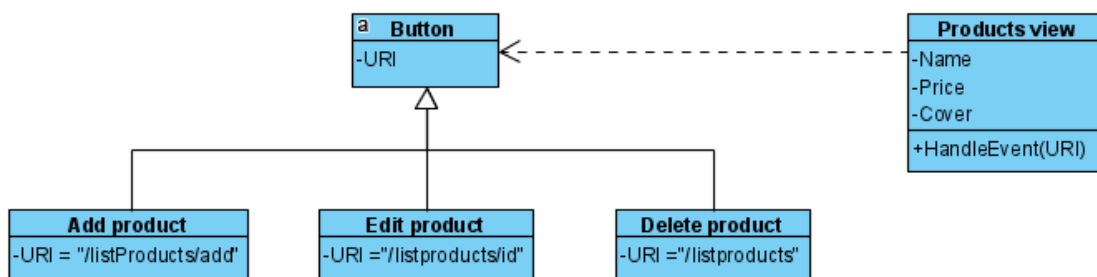 a
Button
-URI
Products view
-Name
-Price
-Cover
+HandleEvent(URI)
Add product
-URI = "/listProducts/add"
Edit product
-URI ="/listproducts/id"
Delete product
-URI ="/listproducts"